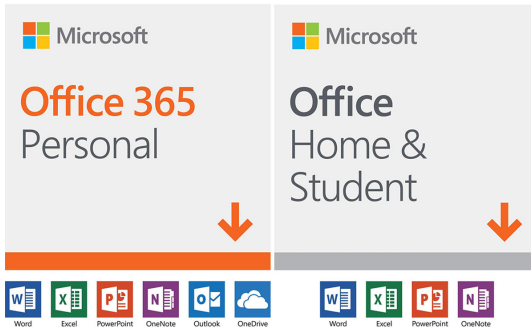 Microsoft
Office 365
Personal
W
X
P
N
O
Word
Excel
PowerPoint
OneNote
Outlook
OneDrive
Microsoft
Office
Home &
Student
W
X
P
N
Word
Excel
PowerPoint
OneNote